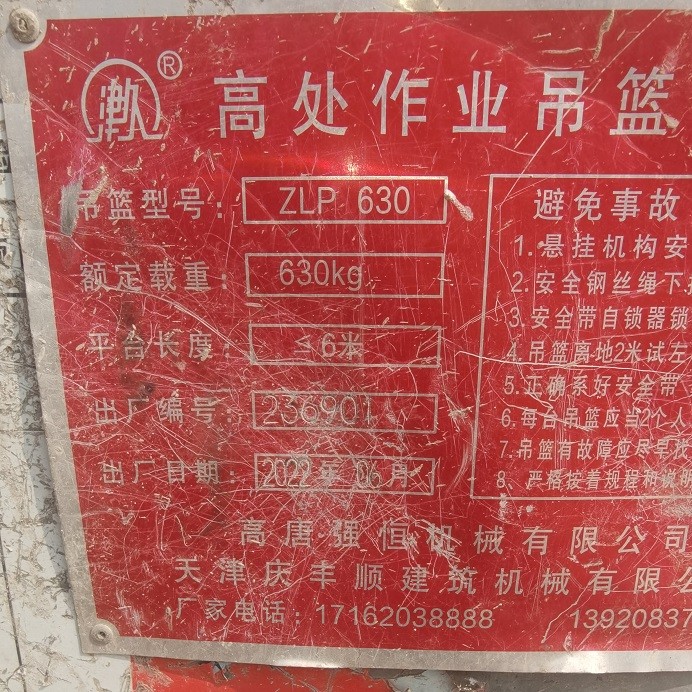 ®
高处作业吊篮
吊篮型号：ZLP 630
额定载重：630kg
平台长度：≤6米
出厂编号：236901
出厂日期：2022年 06月
避免事故
1.悬挂机构安
2.安全钢丝绳下
3.安全带自锁器锁
4.吊篮离地2米试左
5.正确系好安全带
6.每台吊篮应当2个人
7.吊篮有故障应尽早找
8、严格按着规程和说明
高唐强恒机械有限公司
天津庆丰顺建筑机械有限公
厂家电话：17162038888 13920837